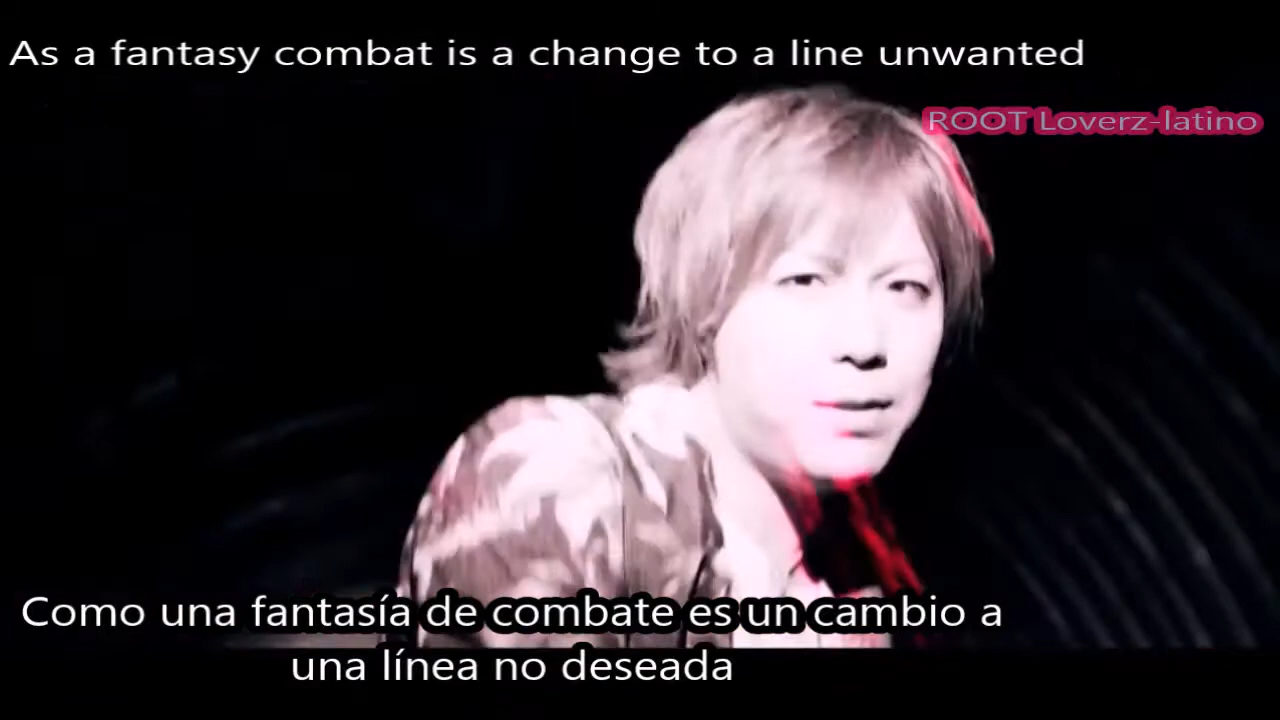 As a fantasy combat is a change to a line unwanted
ROOT Loverz-latino
Como una fantasía de combate es un cambio a
una línea no deseada